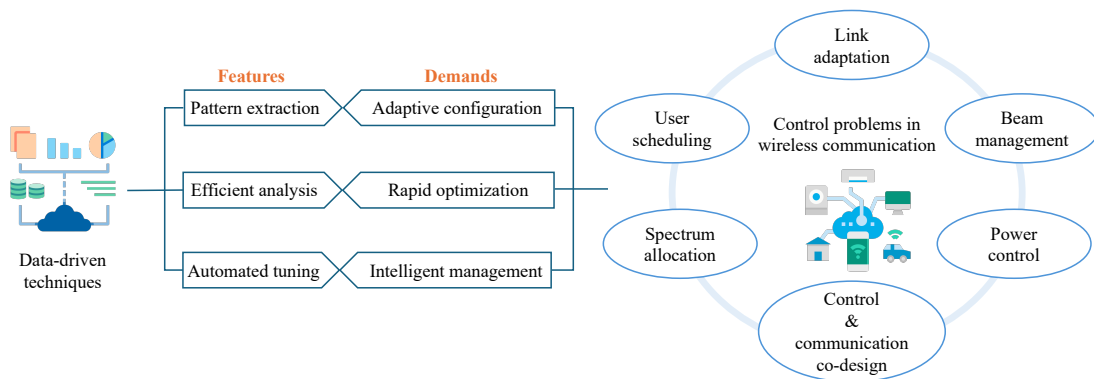 Features
Demands
Pattern extraction
Adaptive configuration
Efficient analysis
Rapid optimization
Automated tuning
Intelligent management
Data-driven
techniques
Link
adaptation
User
scheduling
Control problems in
wireless communication
Beam
management
Spectrum
allocation
Power
control
Control
&
communication
co-design